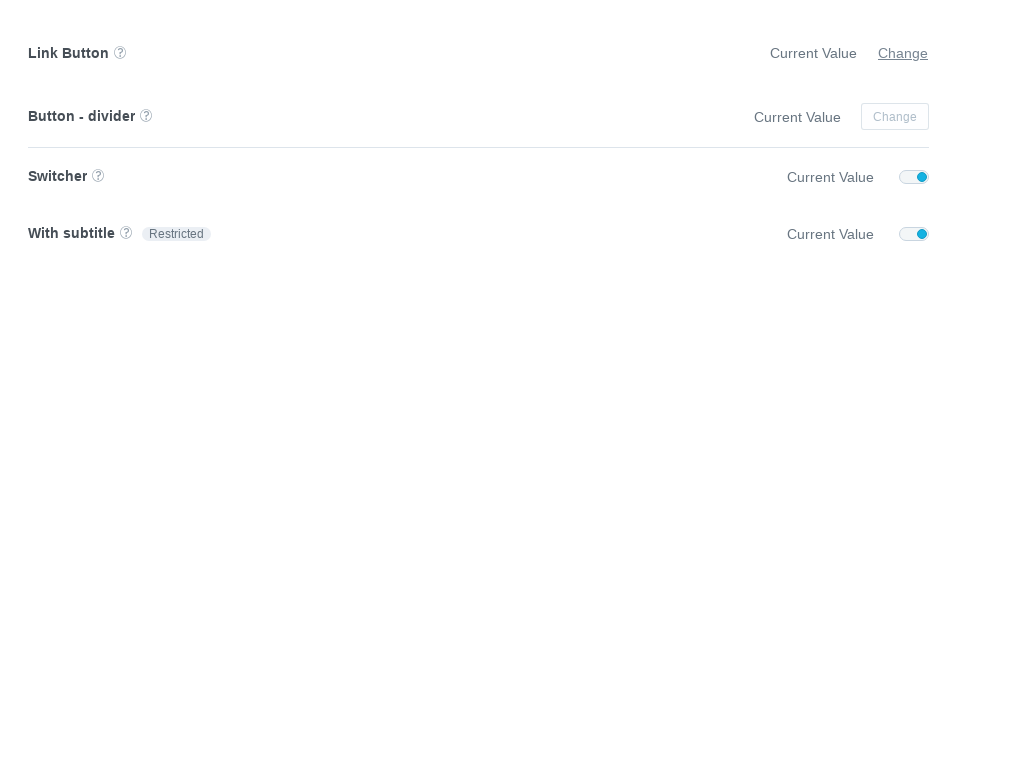 Link Button Current Value Change
Button - divider Current Value Change
Switcher Current Value
With subtitle Restricted Current Value